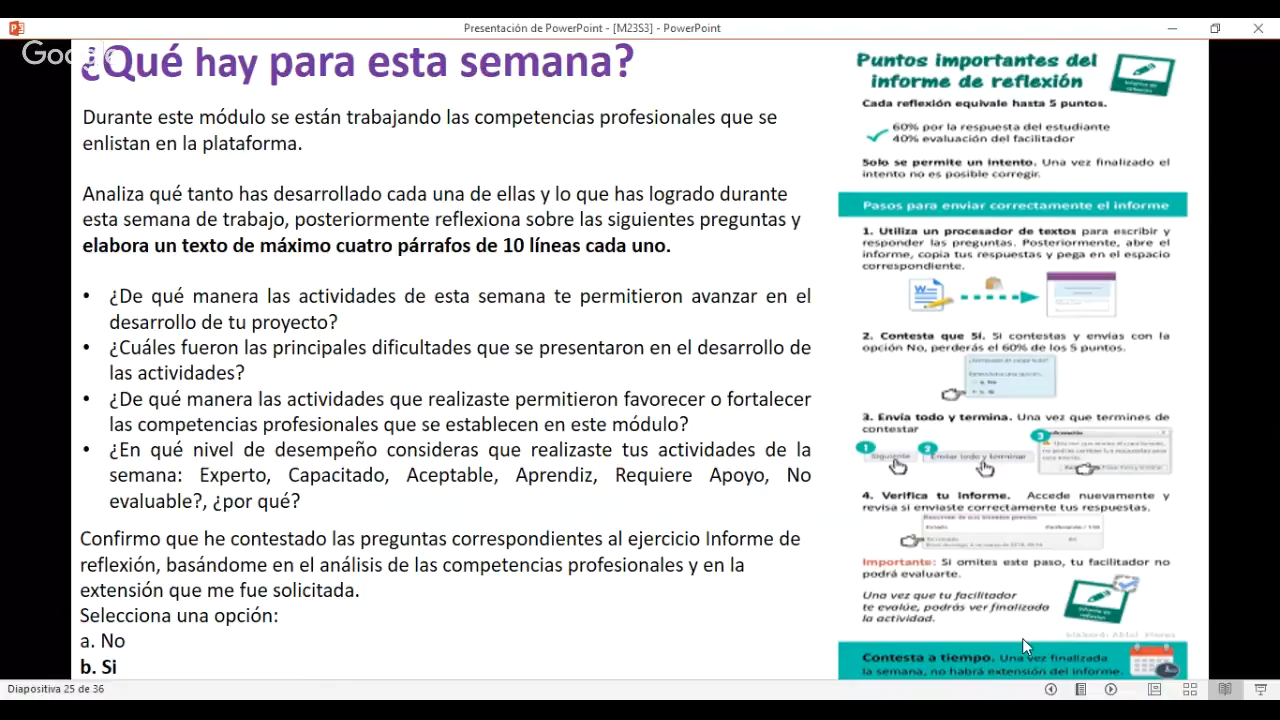 Presentación de PowerPoint - [M23S3] - PowerPoint
Google
¿Qué hay para esta semana?
Durante este módulo se están trabajando las competencias profesionales que se
enlistan en la plataforma.
Analiza qué tanto has desarrollado cada una de ellas y lo que has logrado durante
esta semana de trabajo, posteriormente reflexiona sobre las siguientes preguntas y
elabora un texto de máximo cuatro párrafos de 10 líneas cada uno.
• ¿De qué manera las actividades de esta semana te permitieron avanzar en el
desarrollo de tu proyecto?
• ¿Cuáles fueron las principales dificultades que se presentaron en el desarrollo de
las actividades?
• ¿De qué manera las actividades que realizaste permitieron favorecer o fortalecer
las competencias profesionales que se establecen en este módulo?
• ¿En qué nivel de desempeño consideras que realizaste tus actividades de la
semana: Experto, Capacitado, Aceptable, Aprendiz, Requiere Apoyo, No
evaluable?, ¿por qué?
Confirmo que he contestado las preguntas correspondientes al ejercicio Informe de
reflexión, basándome en el análisis de las competencias profesionales y en la
extensión que me fue solicitada.
Selecciona una opción:
a. No
b. Si
Puntos importantes del
informe de reflexión
Informe de
reflexión
Cada reflexión equivale hasta 5 puntos.
60% por la respuesta del estudiante
40% evaluación del facilitador
Solo se permite un intento. Una vez finalizado el
intento no es posible corregir.
Pasos para enviar correctamente el informe
1. Utiliza un procesador de textos para escribir y
responder las preguntas. Posteriormente, abre el
informe, copia tus respuestas y pega en el espacio
correspondiente.
2. Contesta que Sí. Si contestas y envías con la
opción No, perderás el 60% de los 5 puntos.
a. No
b. Si
3. Envía todo y termina. Una vez que termines de
contestar
1 Siguiente
2 Enviar todo y terminar
3
4. Verifica tu informe. Accede nuevamente y
revisa si enviaste correctamente tus respuestas.
Importante: Si omites este paso, tu facilitador no
podrá evaluarte.
Una vez que tu facilitador
te evalúe, podrás ver finalizada
la actividad.
Informe de
reflexión
Contesta a tiempo. Una vez finalizada
la semana, no habrá extensión del informe.
Diapositiva 25 de 36